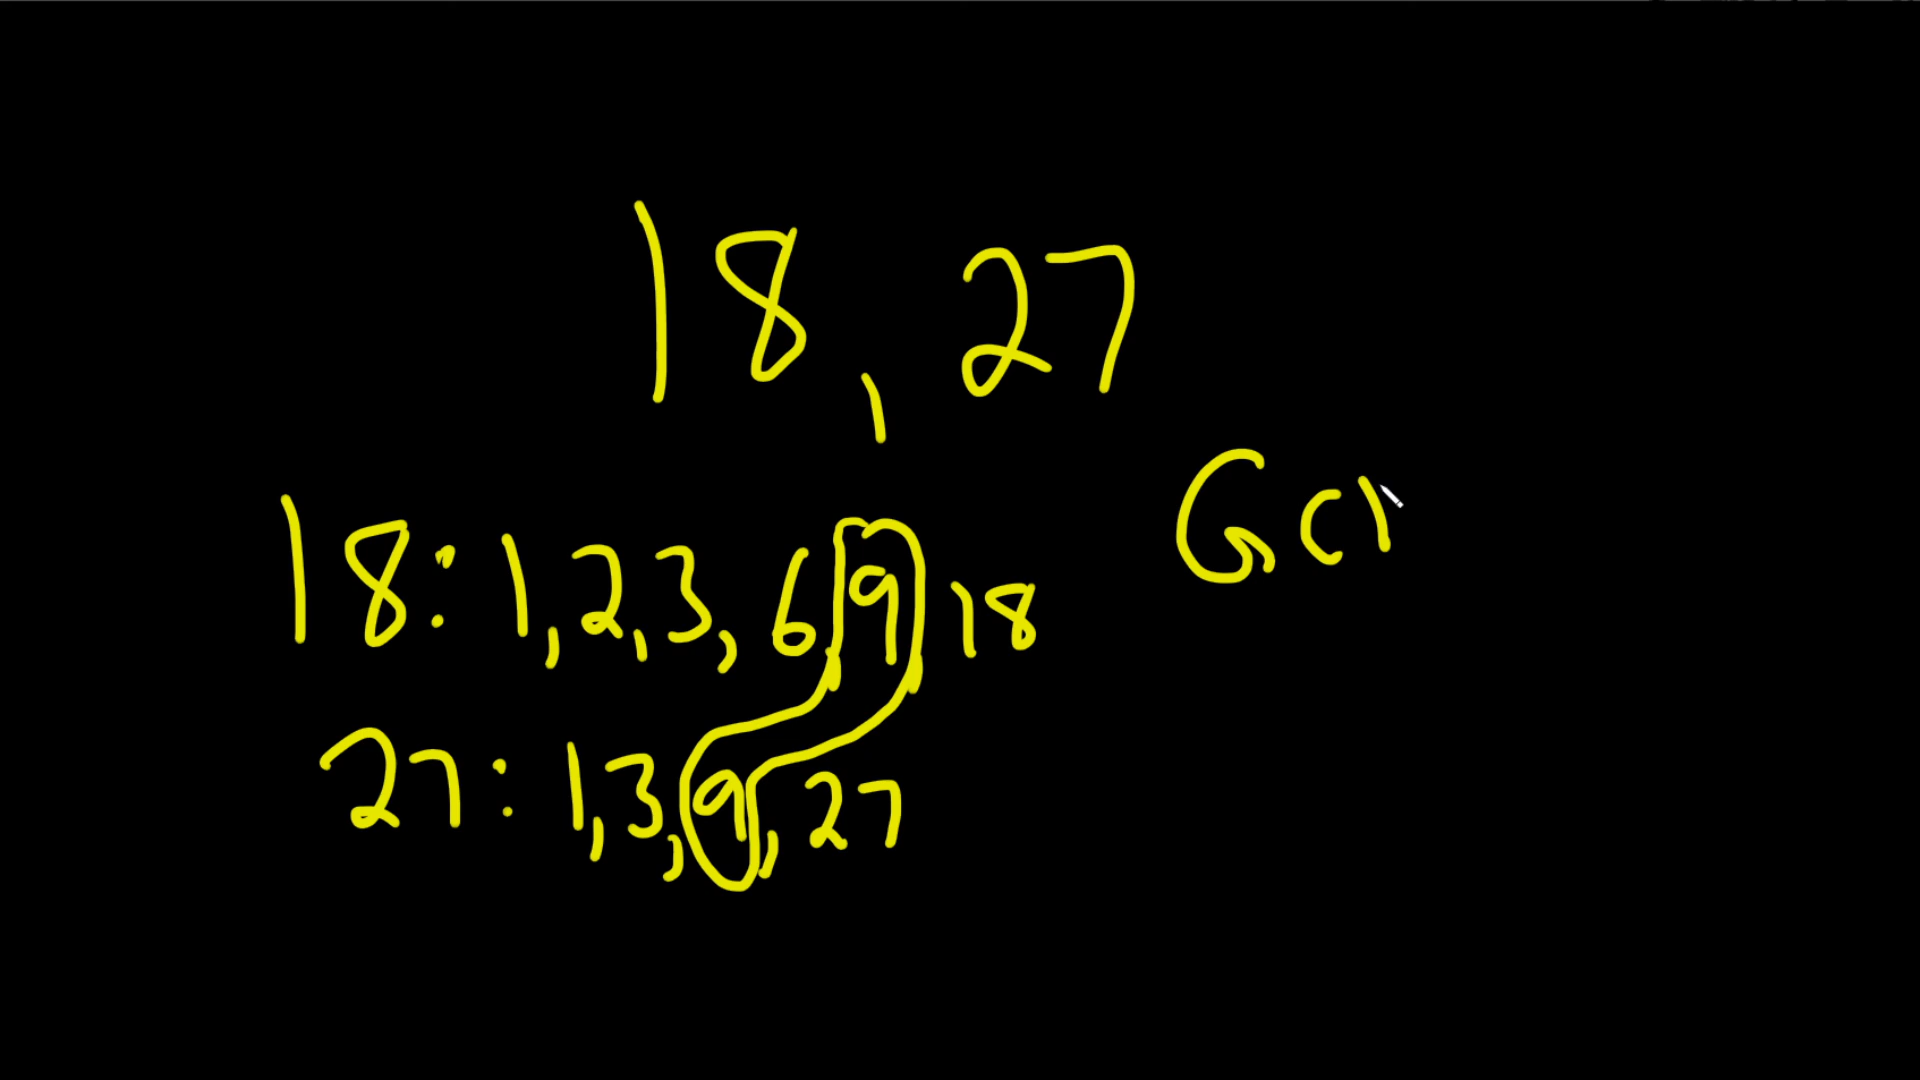 18, 27
18: 1, 2, 3, 6, 9, 18
27: 1, 3, 9, 27
GC